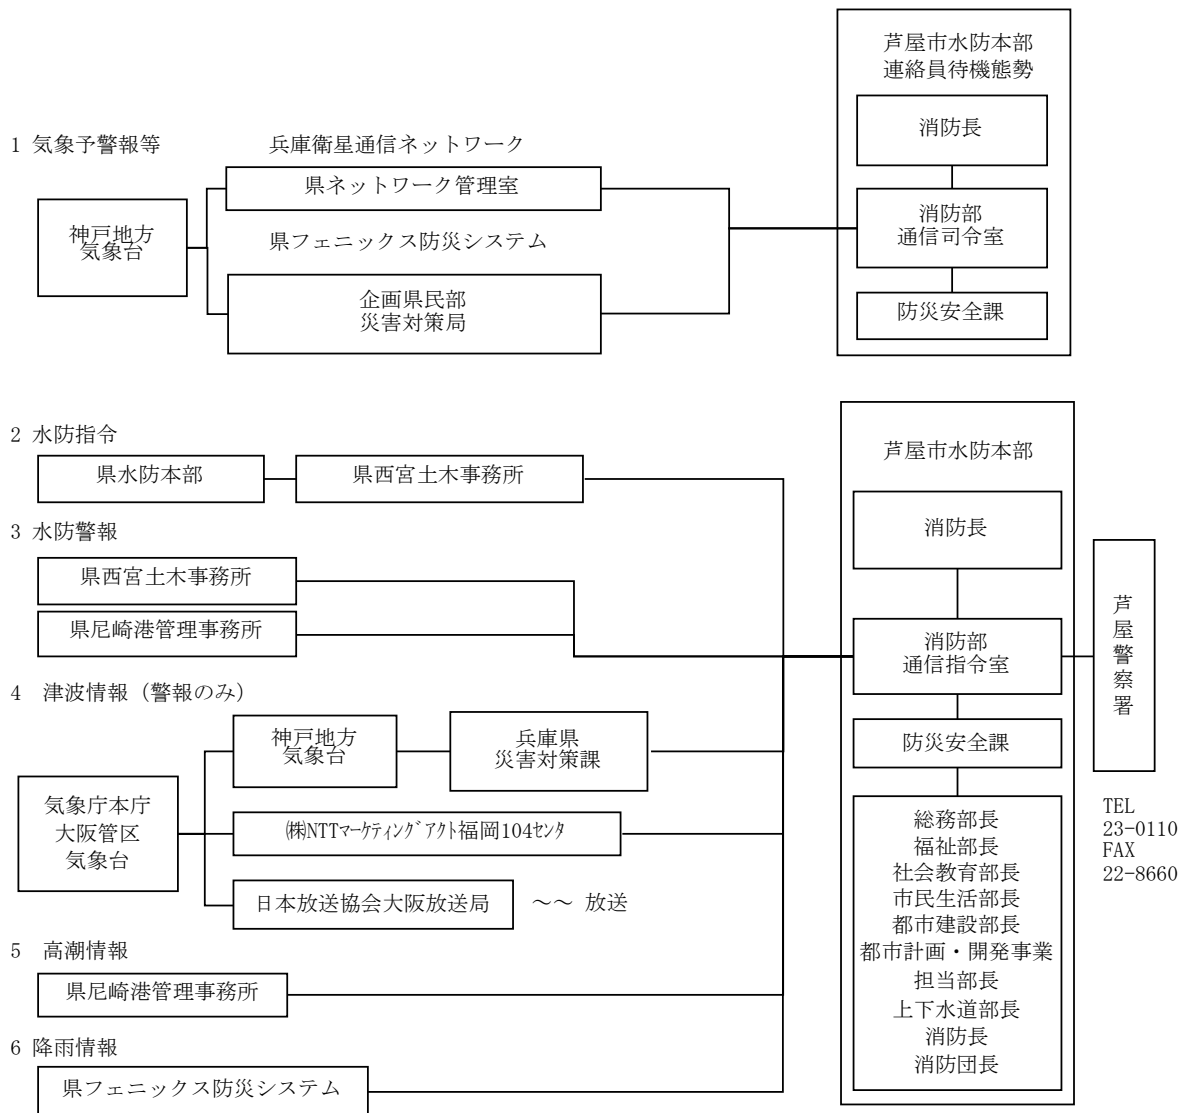 芦屋市水防本部
連絡員待機態勢
消防長
1 気象予警報等
兵庫衛星通信ネットワーク
県ネットワーク管理室
神戸地方
気象台
消防部
通信司令室
県フェニックス防災システム
企画県民部
災害対策局
防災安全課
2 水防指令
芦屋市水防本部
県水防本部
県西宮土木事務所
消防長
3 水防警報
県西宮土木事務所
県尼崎港管理事務所
消防部
通信指令室
芦屋警察署
4 津波情報（警報のみ）
神戸地方
気象台
兵庫県
災害対策課
防災安全課
気象庁本庁
大阪管区
気象台
㈱NTTマーケティングアクト福岡104センタ
日本放送協会大阪放送局
～～ 放送
TEL
23-0110
FAX
22-8660
総務部長
福祉部長
社会教育部長
市民生活部長
都市建設部長
都市計画・開発事業
担当部長
上下水道部長
消防長
消防団長
5 高潮情報
県尼崎港管理事務所
6 降雨情報
県フェニックス防災システム